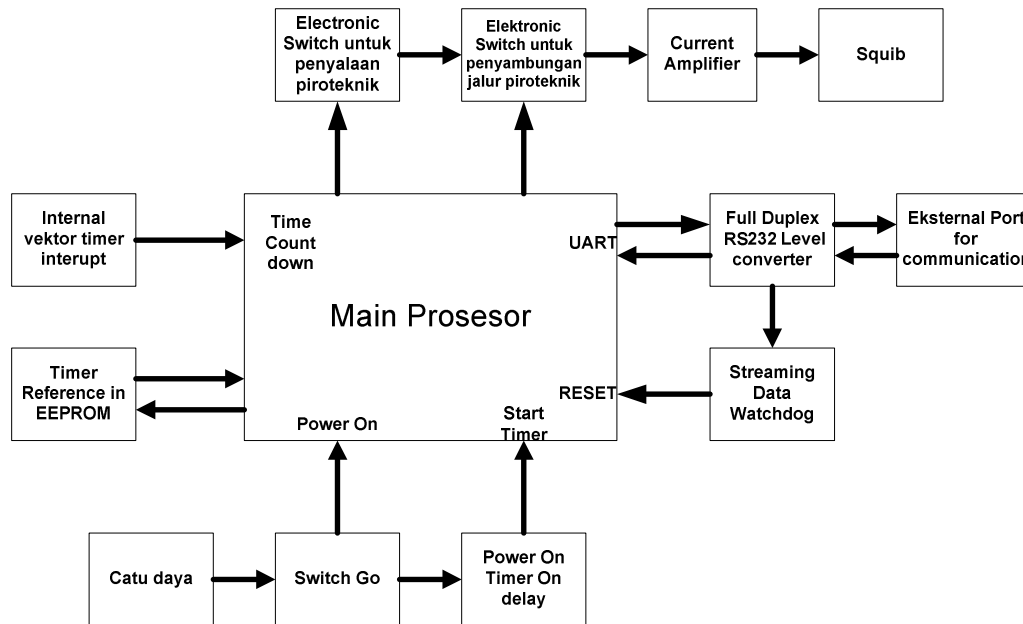 Electronic
Switch untuk
penyalaan
piroteknik
Elektronic
Switch untuk
penyambungan
jalur piroteknik
Current
Amplifier
Squib
Internal
vektor timer
interupt
Time
Count
down
UART
Full Duplex
RS232 Level
converter
Eksternal Port
for
communication
Main Prosesor
Timer
Reference in
EEPROM
Power On
Start
Timer
RESET
Streaming
Data
Watchdog
Catu daya
Switch Go
Power On
Timer On
delay